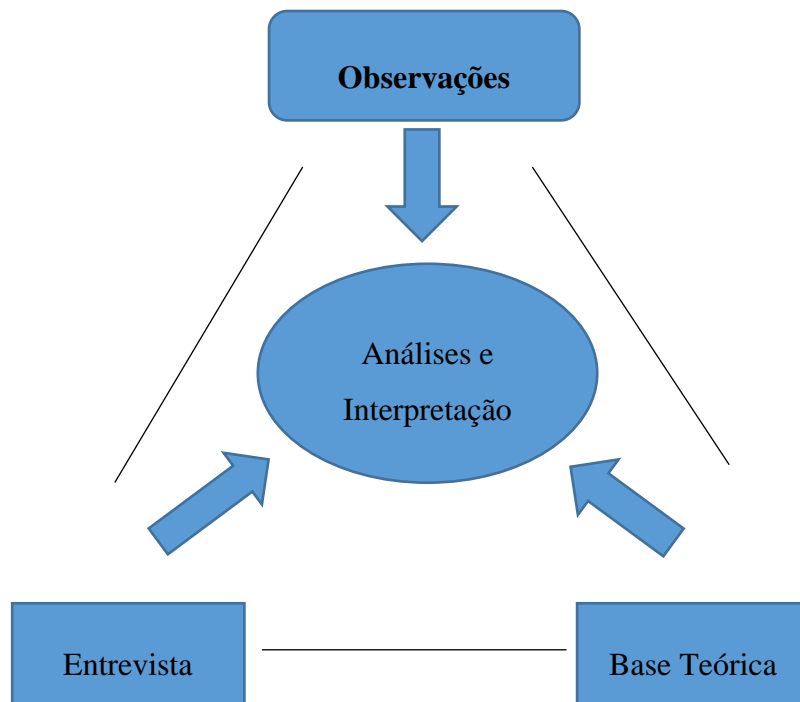 Observações
Análises e
Interpretação
Entrevista
Base Teórica